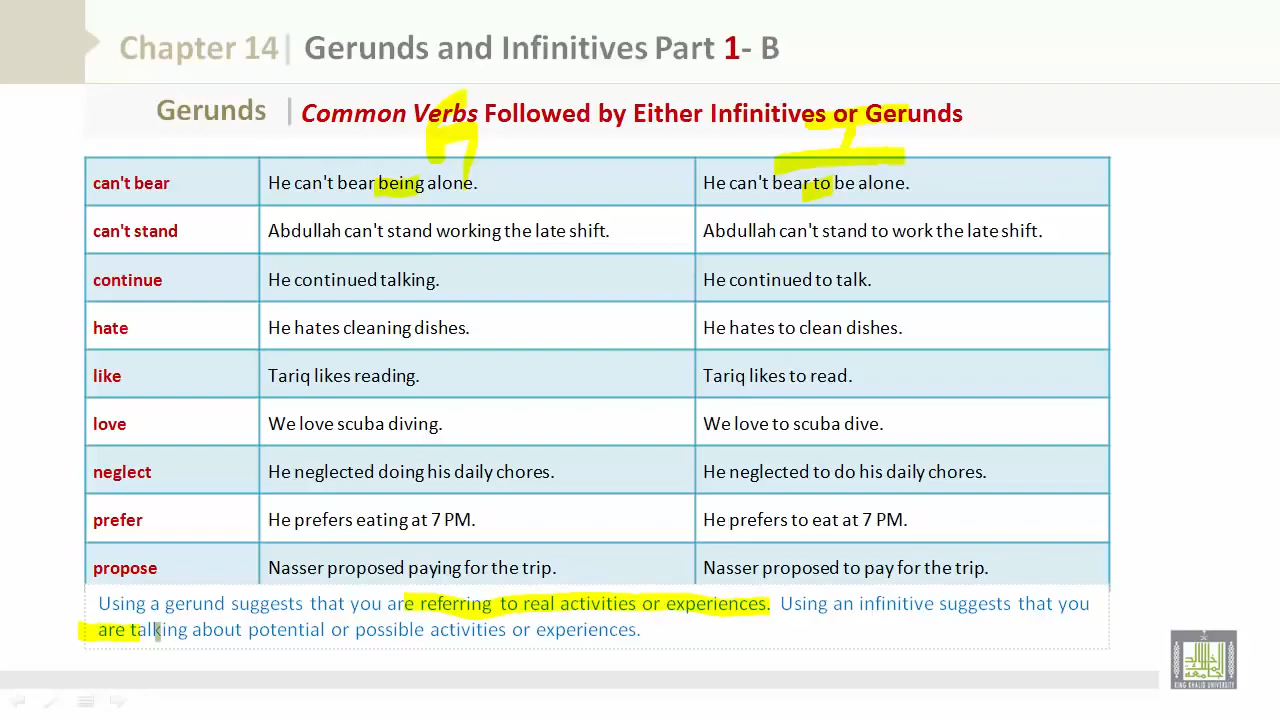 Chapter 14| Gerunds and Infinitives Part 1- B
Gerunds | Common Verbs Followed by Either Infinitives or Gerunds
can't bear He can't bear being alone. He can't bear to be alone.
can't stand Abdullah can't stand working the late shift. Abdullah can't stand to work the late shift.
continue He continued talking. He continued to talk.
hate He hates cleaning dishes. He hates to clean dishes.
like Tariq likes reading. Tariq likes to read.
love We love scuba diving. We love to scuba dive.
neglect He neglected doing his daily chores. He neglected to do his daily chores.
prefer He prefers eating at 7 PM. He prefers to eat at 7 PM.
propose Nasser proposed paying for the trip. Nasser proposed to pay for the trip.
Using a gerund suggests that you are referring to real activities or experiences. Using an infinitive suggests that you
are talking about potential or possible activities or experiences.
KING KHALID UNIVERSITY